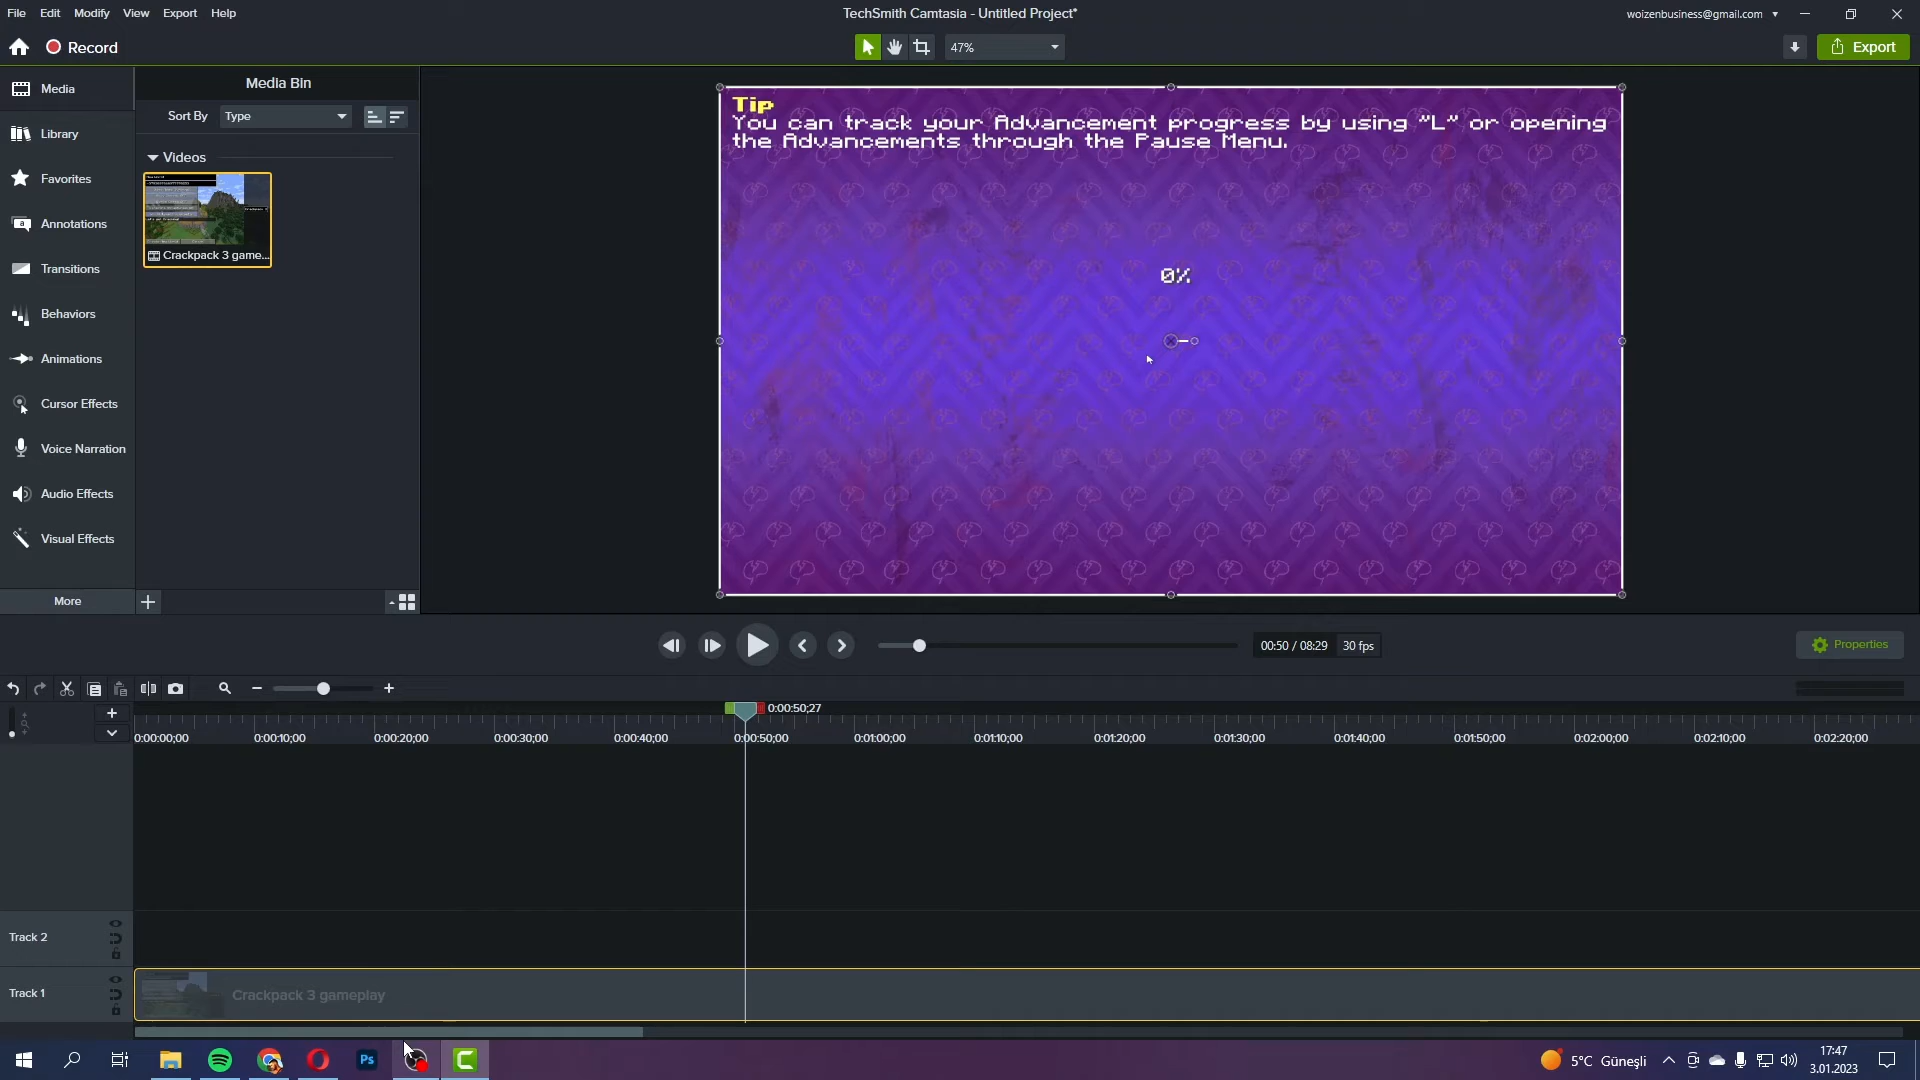 File Edit Modify View Export Help
TechSmith Camtasia - Untitled Project*
woizenbusiness@gmail.com
Record
47%
Export
Media
Library
Favorites
Annotations
Transitions
Behaviors
Animations
Cursor Effects
Voice Narration
Audio Effects
Visual Effects
More
Media Bin
Sort By Type
Videos
Crackpack 3 game...
Tip
You can track your Advancement progress by using "L" or opening
the Advancements through the Pause Menu.
0%
00:50 / 08:29 30 fps
Properties
0:00:50;27
0:00:00;00 0:00:10;00 0:00:20;00 0:00:30;00 0:00:40;00 0:00:50;00 0:01:00;00 0:01:10;00 0:01:20;00 0:01:30;00 0:01:40;00 0:01:50;00 0:02:00;00 0:02:10;00 0:02:20;00
Track 2
Track 1
Crackpack 3 gameplay
Ps
5°C Güneşli
17:47
3.01.2023